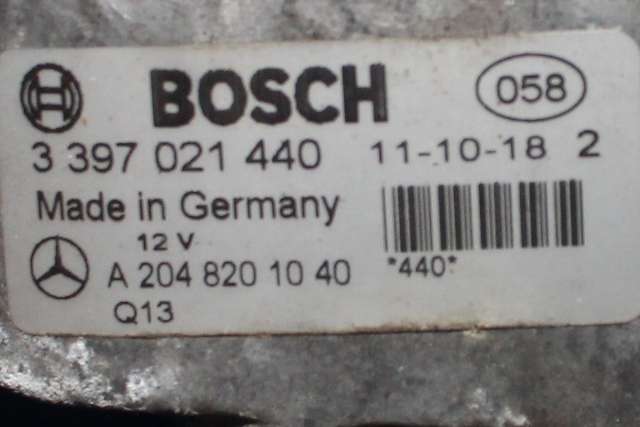 BOSCH 058
3 397 021 440 11-10-18 2
Made in Germany
12 V
A 204 820 10 40 *440*
Q13